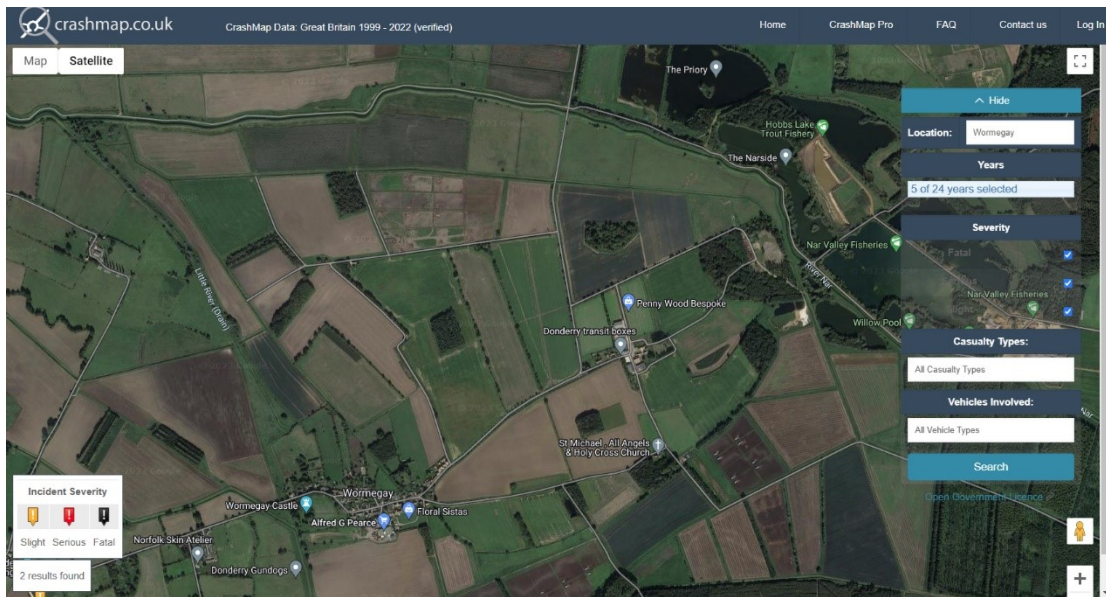 crashmap.co.uk
CrashMap Data: Great Britain 1999 - 2022 (verified)
Home
CrashMap Pro
FAQ
Contact us
Log In
Map
Satellite
The Priory
Hobbs Lake
Trout Fishery
The Narside
Hide
Location:
Wormegay
Years
5 of 24 years selected
Severity
Fatal
Nar Valley Fisheries
Nar Valley Fisheries
River Nar
Little River (Drain)
Penny Wood Bespoke
Willow Pool
Donderry transit boxes
Casualty Types:
All Casualty Types
Vehicles Involved:
All Vehicle Types
Nar
St Michael, All Angels
& Holy Cross Church
Search
Open Government Licence
Incident Severity
Slight
Serious
Fatal
2 results found
Wormegay
Wormegay Castle
Floral Sistas
Alfred G Pearce
Norfolk Skin Atelier
Donderry Gundogs